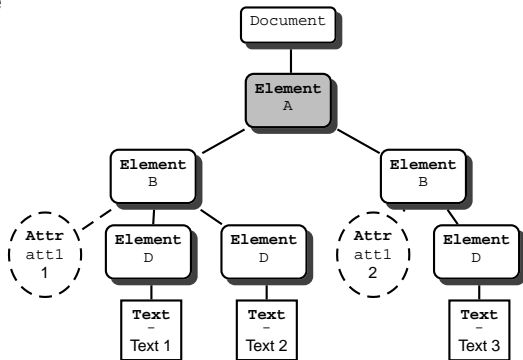 Document
Element
A
Element
B
Element
B
Attr
att1
1
Element
D
Element
D
Attr
att1
2
Element
D
Text
–
Text 1
Text
–
Text 2
Text
–
Text 3